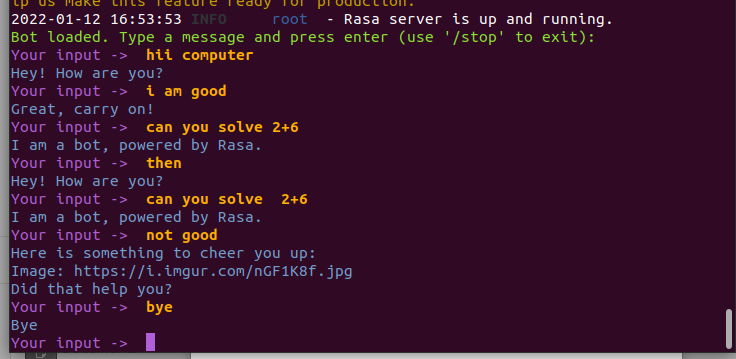 tp us make this feature ready for production.
2022-01-12 16:53:53 INFO root - Rasa server is up and running.
Bot loaded. Type a message and press enter (use '/stop' to exit):
Your input -> hii computer
Hey! How are you?
Your input -> i am good
Great, carry on!
Your input -> can you solve 2+6
I am a bot, powered by Rasa.
Your input -> then
Hey! How are you?
Your input -> can you solve 2+6
I am a bot, powered by Rasa.
Your input -> not good
Here is something to cheer you up:
Image: https://i.imgur.com/nGF1K8f.jpg
Did that help you?
Your input -> bye
Bye
Your input ->